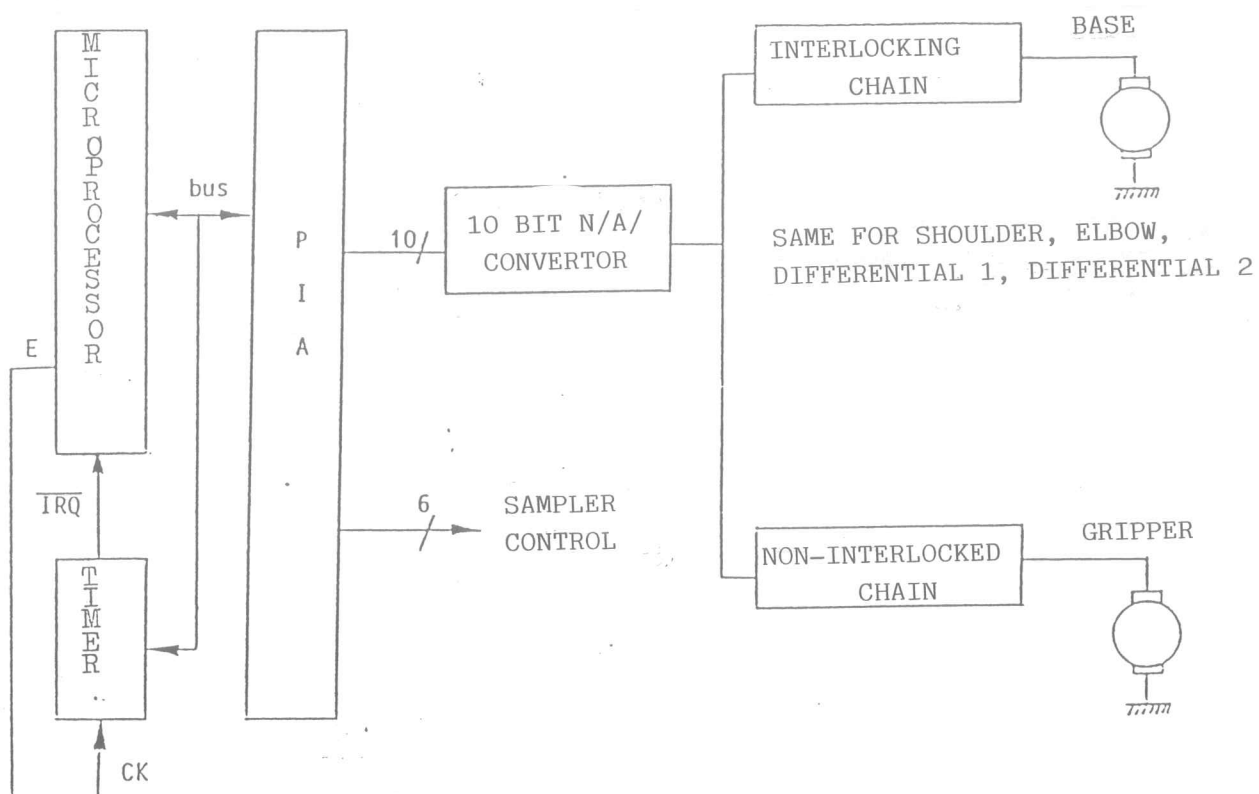 MICROPROCESSOR
bus
E
IRQ
TIMER
CK
P I A
10/
10 BIT N/A/
CONVERTOR
6
SAMPLER
CONTROL
INTERLOCKING
CHAIN
BASE
SAME FOR SHOULDER, ELBOW,
DIFFERENTIAL 1, DIFFERENTIAL 2
NON-INTERLOCKED
CHAIN
GRIPPER